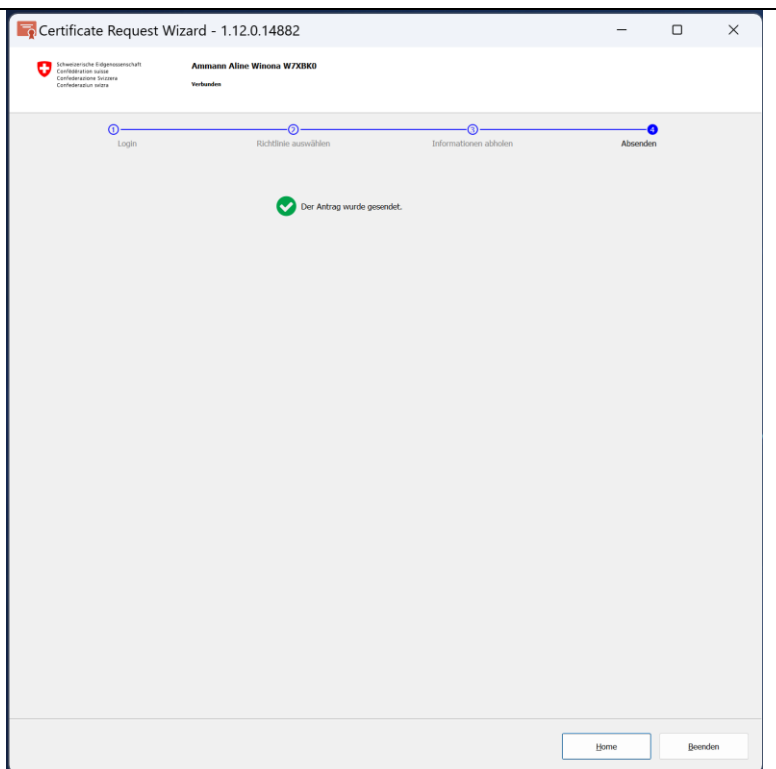 Certificate Request Wizard - 1.12.0.14882
Schweizerische Eidgenossenschaft
Confédération suisse
Confederazione Svizzera
Confederaziun svizra
Ammann Aline Winona W7XBK0
Verbunden
1
2
3
4
Login
Richtlinie auswählen
Informationen abholen
Absenden
Der Antrag wurde gesendet.
Home
Beenden